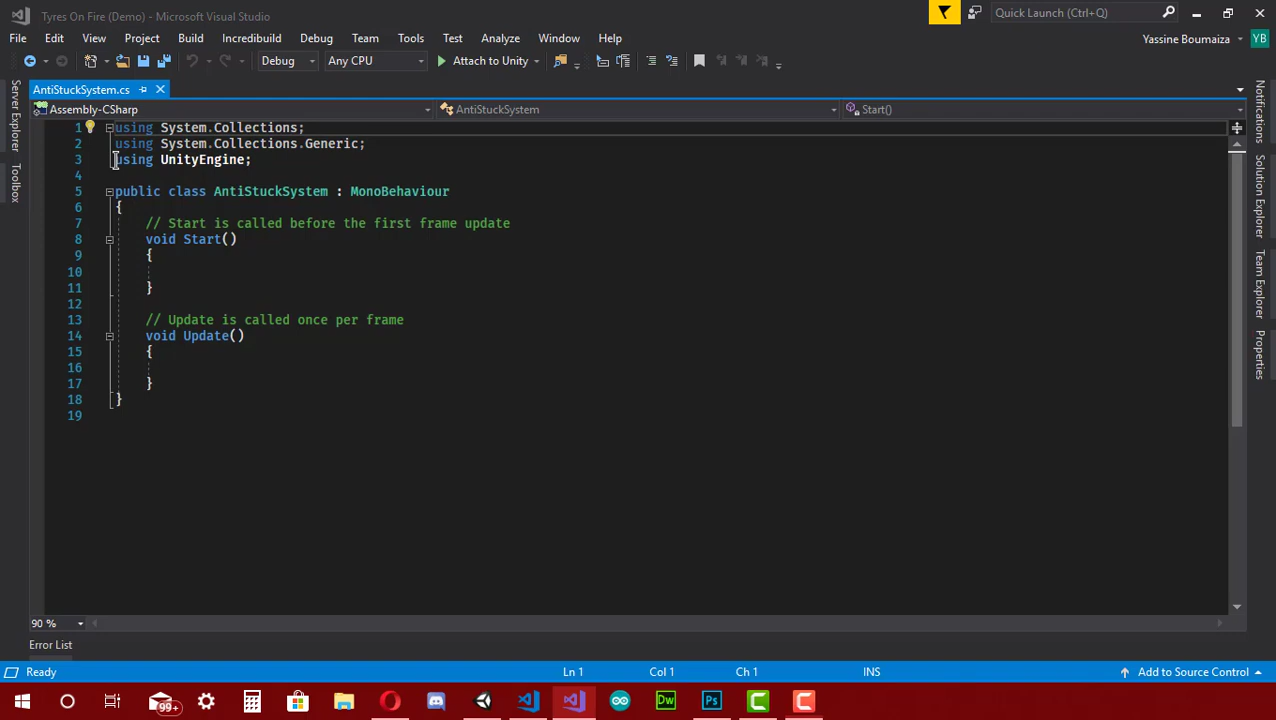 Tyres On Fire (Demo) - Microsoft Visual Studio
Quick Launch (Ctrl+Q)
File Edit View Project Build Incredibuild Debug Team Tools Test Analyze Window Help
Yassine Boumaiza YB
Debug Any CPU Attach to Unity
AntiStuckSystem.cs
Assembly-CSharp AntiStuckSystem Start()
Server Explorer
Toolbox
Notifications
Solution Explorer
Team Explorer
Properties
1 using System.Collections;
2 using System.Collections.Generic;
3 using UnityEngine;
4
5 public class AntiStuckSystem : MonoBehaviour
6 {
7 // Start is called before the first frame update
8 void Start()
9 {
10
11 }
12
13 // Update is called once per frame
14 void Update()
15 {
16
17 }
18 }
19
90 %
Error List
Ready Ln 1 Col 1 Ch 1 INS Add to Source Control
99+ Dw Ps